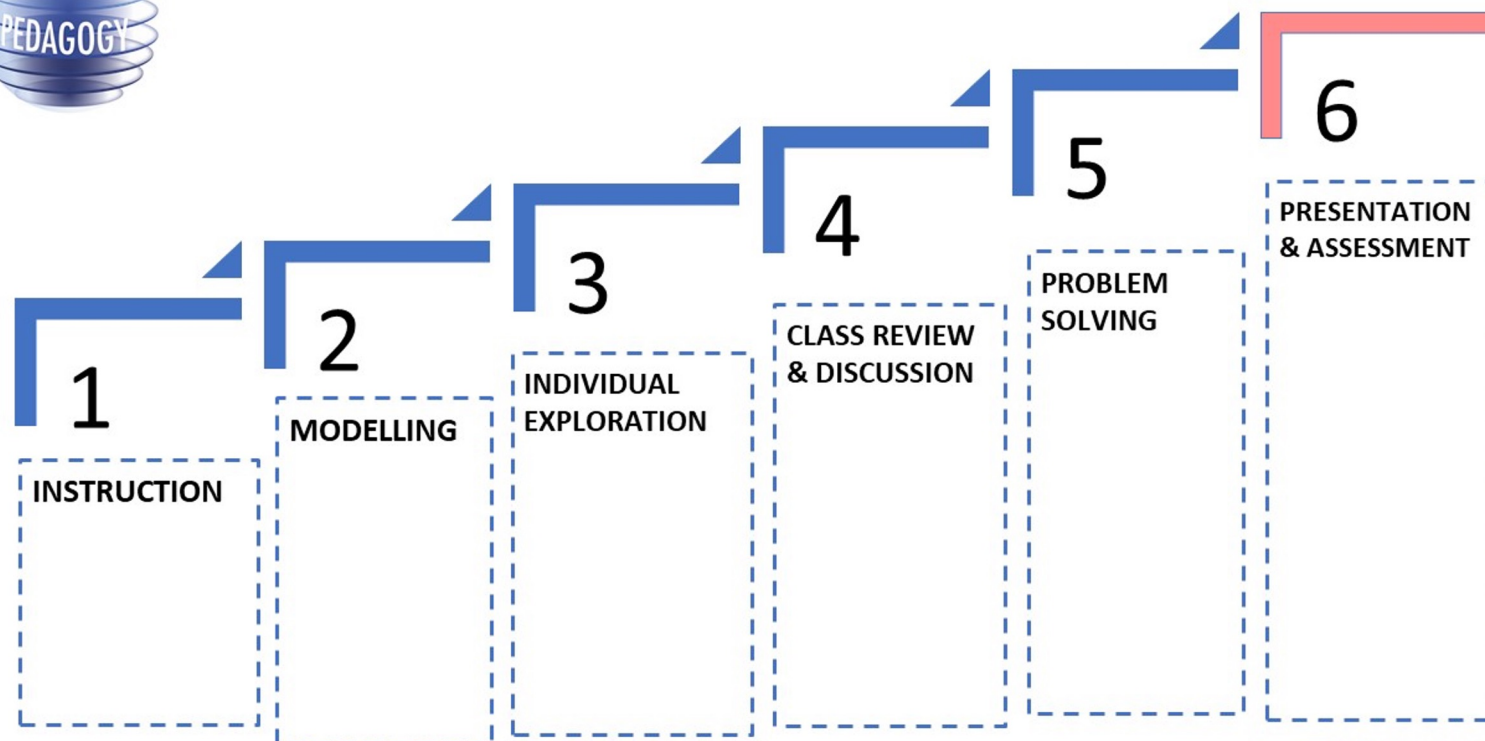 PEDAGOGY
1
INSTRUCTION
2
MODELLING
3
INDIVIDUAL
EXPLORATION
4
CLASS REVIEW
& DISCUSSION
5
PROBLEM
SOLVING
6
PRESENTATION
& ASSESSMENT